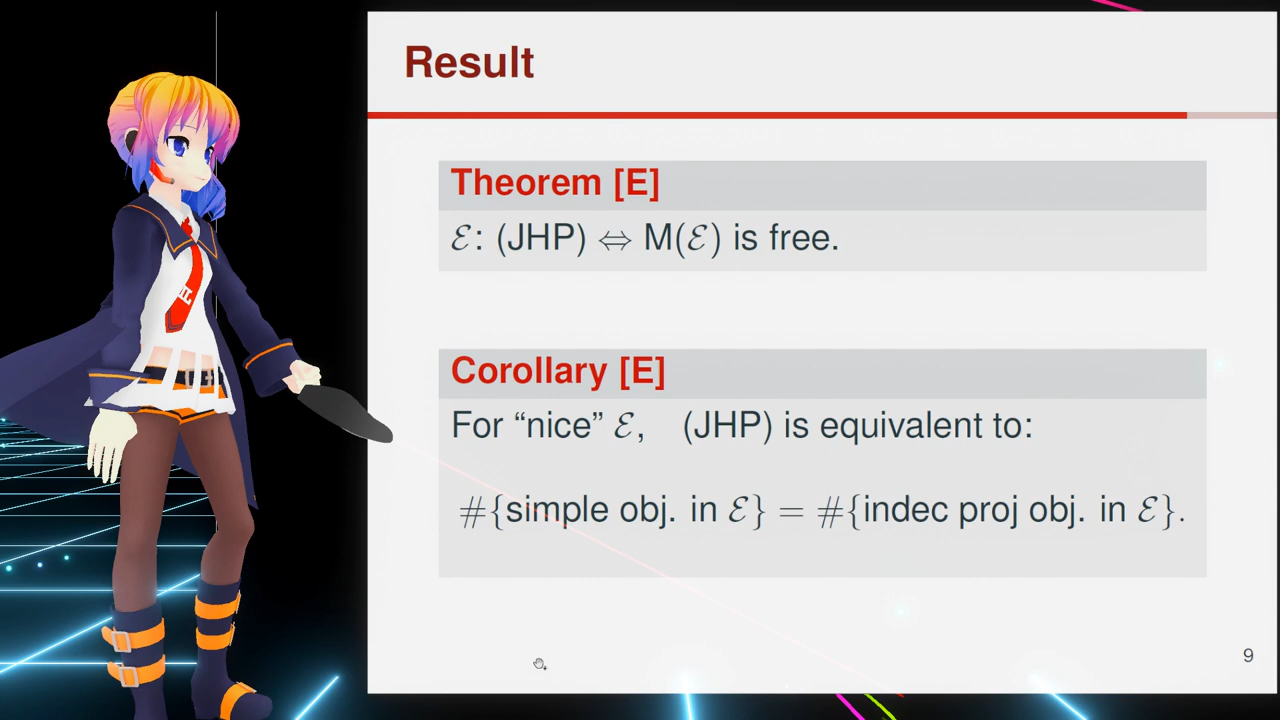 Result
Theorem [E]
ℰ: (JHP) ⇔ M(ℰ) is free.
Corollary [E]
For “nice” ℰ, (JHP) is equivalent to:
#{simple obj. in ℰ} = #{indec proj obj. in ℰ}.
9